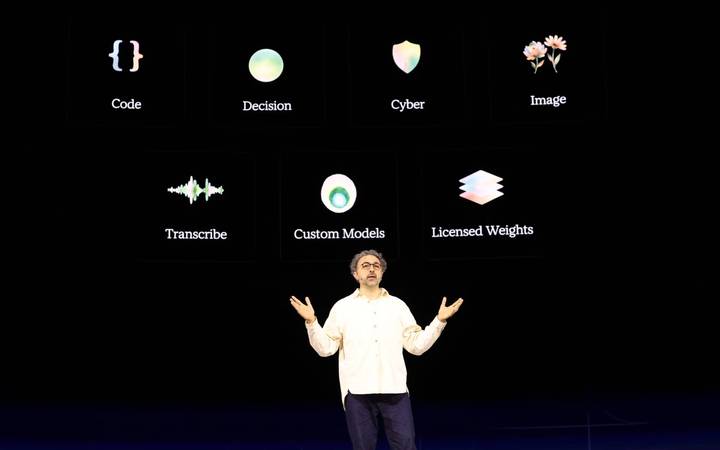 Code
Decision
Cyber
Image
Transcribe
Custom Models
Licensed Weights